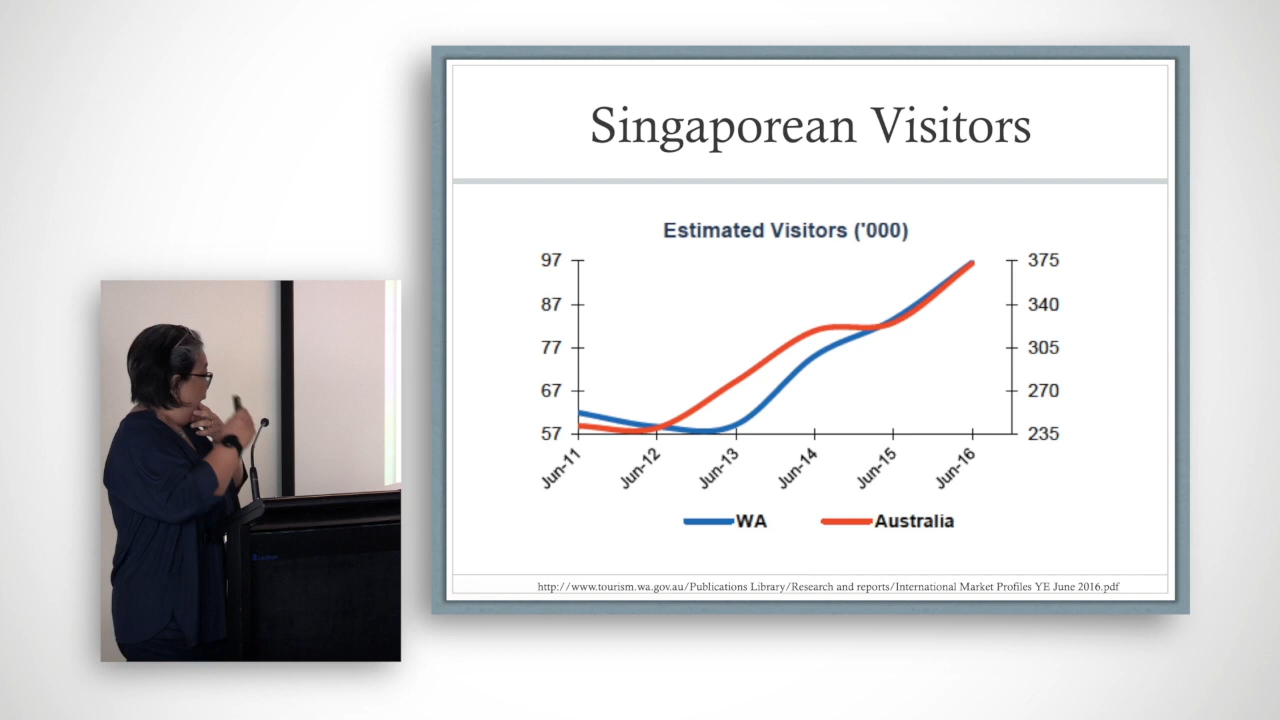 Singaporean Visitors
Estimated Visitors ('000)
97
87
77
67
57
375
340
305
270
235
Jun-11
Jun-12
Jun-13
Jun-14
Jun-15
Jun-16
WA
Australia
http://www.tourism.wa.gov.au/Publications Library/Research and reports/International Market Profiles YE June 2016.pdf